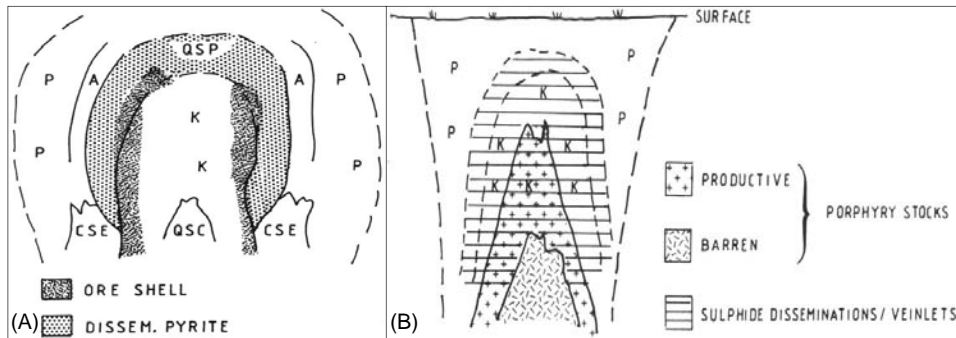 QSP
P
A
A
P
K
P
K
P
CSE
QSC
CSE
ORE SHELL
DISSEM. PYRITE
(A)
SURFACE
P
P
K
P
P
K
K
K
K
K
PRODUCTIVE
BARREN
PORPHYRY STOCKS
SULPHIDE DISSEMINATIONS/VEINLETS
(B)